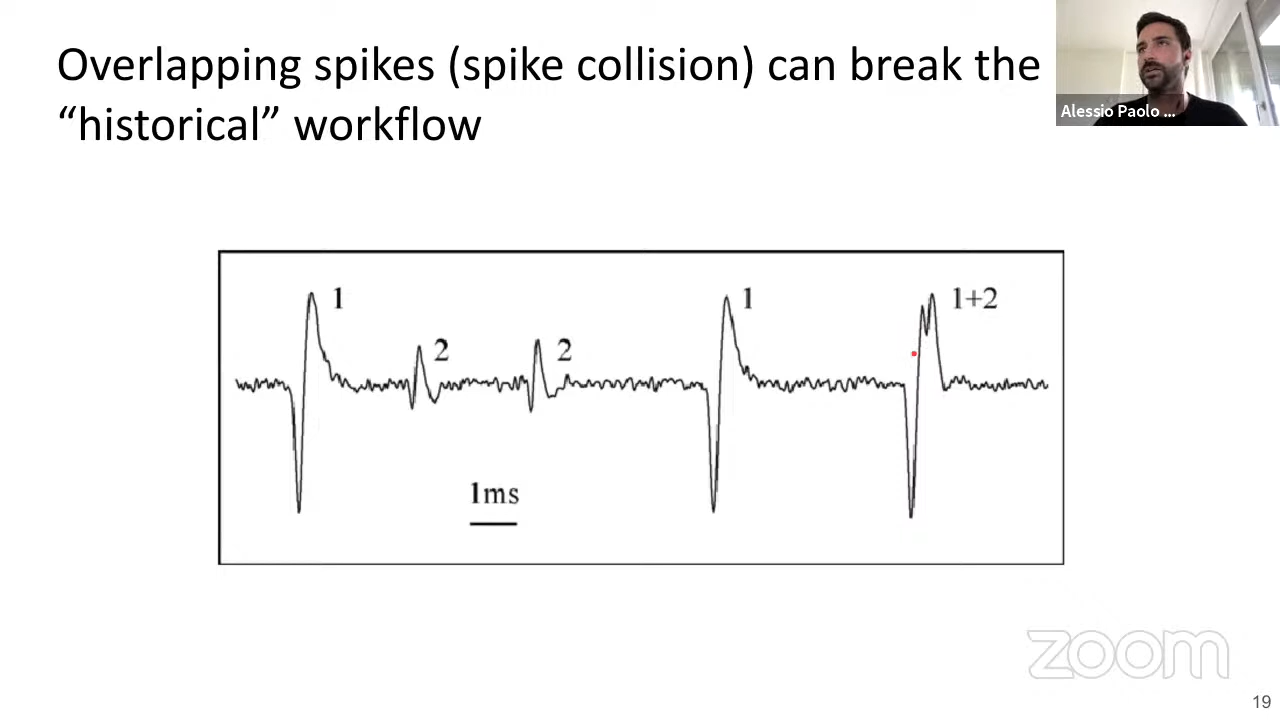 Overlapping spikes (spike collision) can break the
“historical” workflow
Alessio Paolo ...
1
2
2
1
1+2
1ms
zoom
19